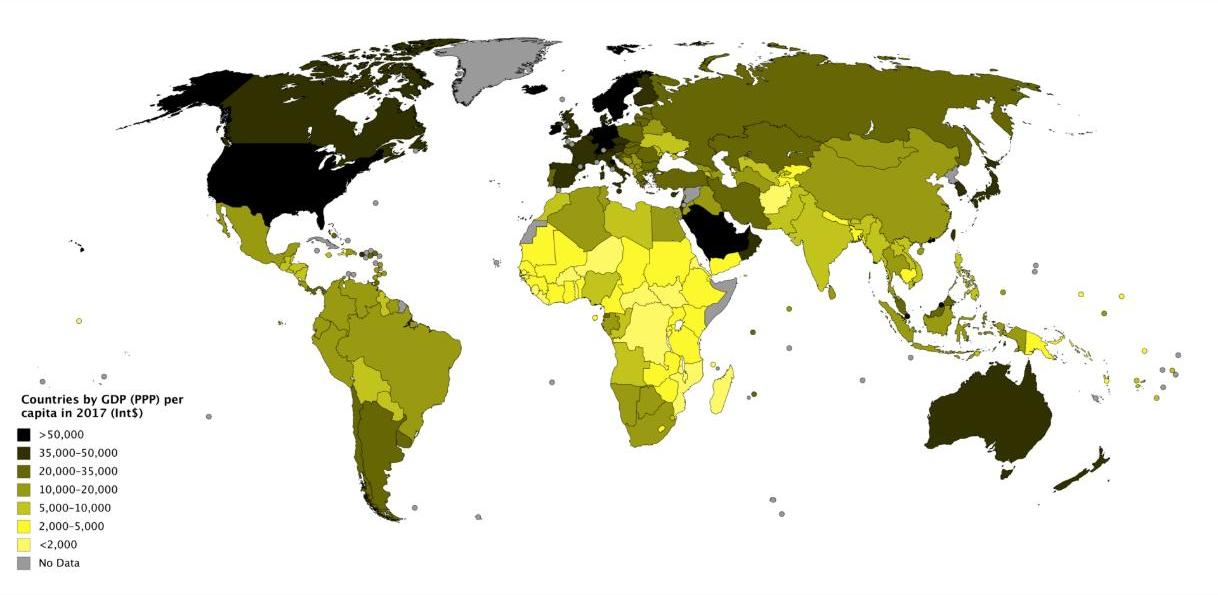 Countries by GDP (PPP) per
capita in 2017 (Int$)
>50,000
35,000–50,000
20,000–35,000
10,000–20,000
5,000–10,000
2,000–5,000
<2,000
No Data